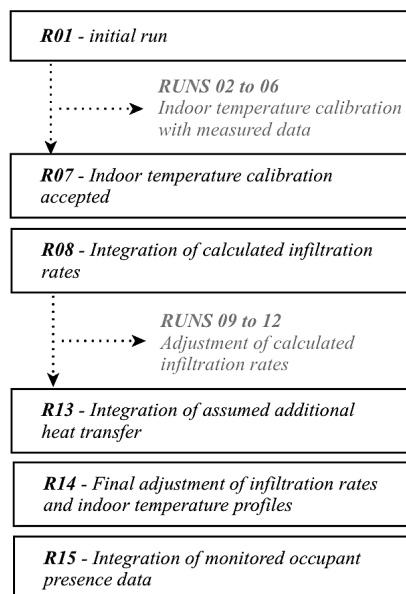 R01 - initial run
RUNS 02 to 06
Indoor temperature calibration
with measured data
R07 - Indoor temperature calibration
accepted
R08 - Integration of calculated infiltration
rates
RUNS 09 to 12
Adjustment of calculated
infiltration rates
R13 - Integration of assumed additional
heat transfer
R14 - Final adjustment of infiltration rates
and indoor temperature profiles
R15 - Integration of monitored occupant
presence data